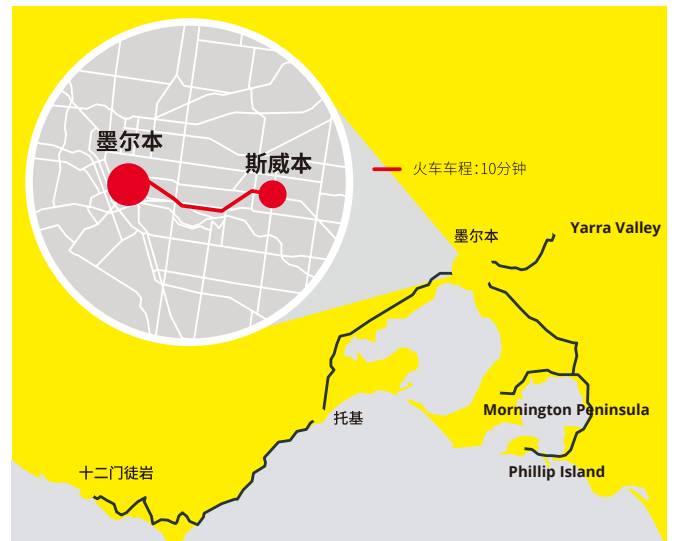 墨尔本
斯威本
火车车程：10分钟
墨尔本
Yarra Valley
Mornington Peninsula
托基
Phillip Island
十二门徒岩